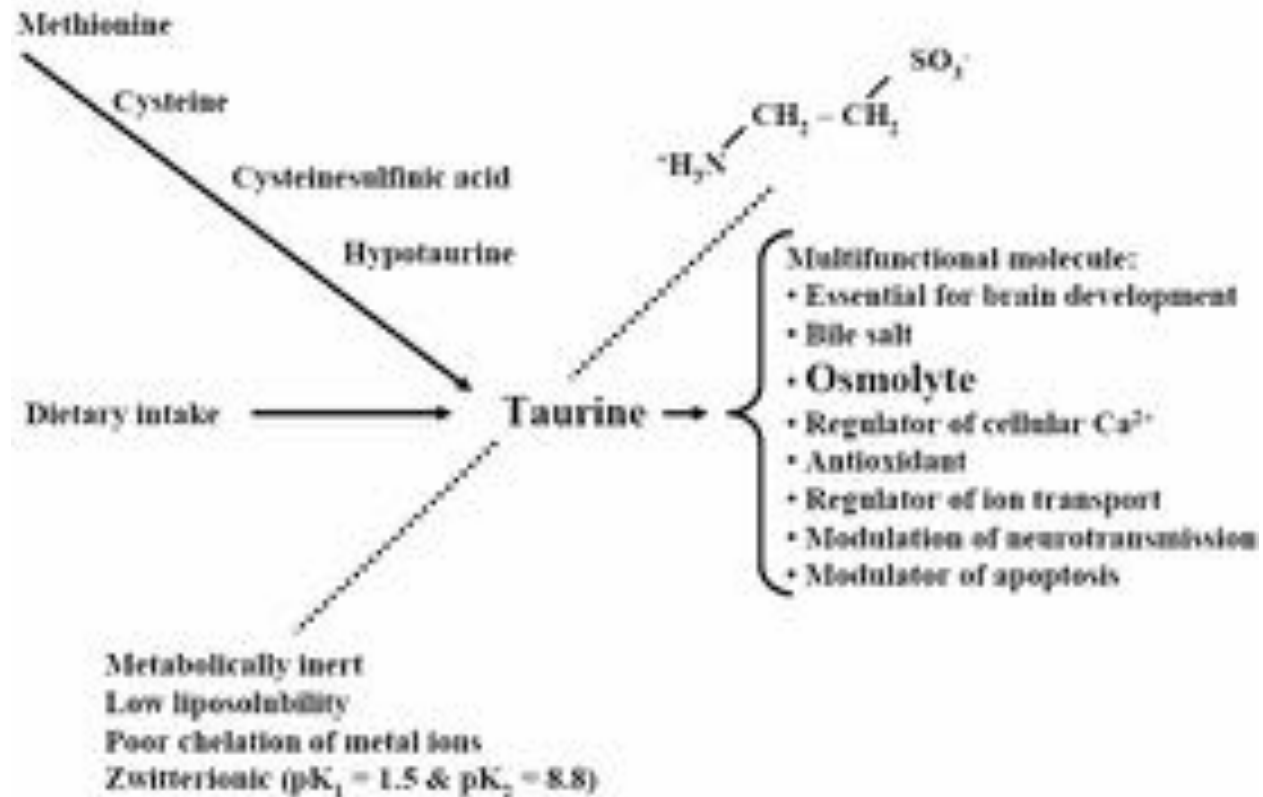 Methionine
Cysteine
Cysteinesulfinic acid
Hypotaurine
Dietary intake
Taurine
SO₃⁻
CH₂ – CH₂
⁺H₃N
Multifunctional molecule:
• Essential for brain development
• Bile salt
• Osmolyte
• Regulator of cellular Ca²⁺
• Antioxidant
• Regulator of ion transport
• Modulation of neurotransmission
• Modulator of apoptosis
Metabolically inert
Low liposolubility
Poor chelation of metal ions
Zwitterionic (pK₁ = 1.5 & pK₂ = 8.8)